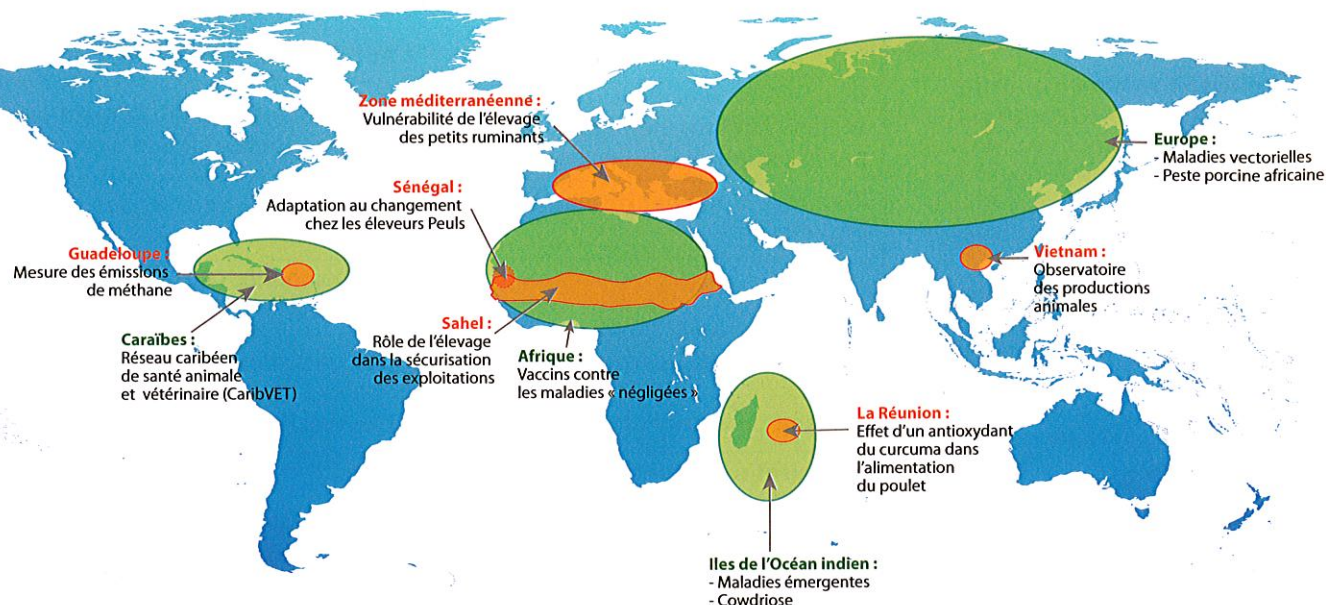 Zone méditerranéenne :
Vulnérabilité de l'élevage
des petits ruminants
Europe :
- Maladies vectorielles
- Peste porcine africaine
Sénégal :
Adaptation au changement
chez les éleveurs Peuls
Guadeloupe :
Mesure des émissions
de méthane
Vietnam :
Observatoire
des productions
animales
Caraïbes :
Réseau caribéen
de santé animale
et vétérinaire (CaribVET)
Sahel :
Rôle de l'élevage
dans la sécurisation
des exploitations
Afrique :
Vaccins contre
les maladies « négligées »
La Réunion :
Effet d'un antioxydant
du curcuma dans
l'alimentation
du poulet
Iles de l'Océan indien :
- Maladies émergentes
- Cowdriose